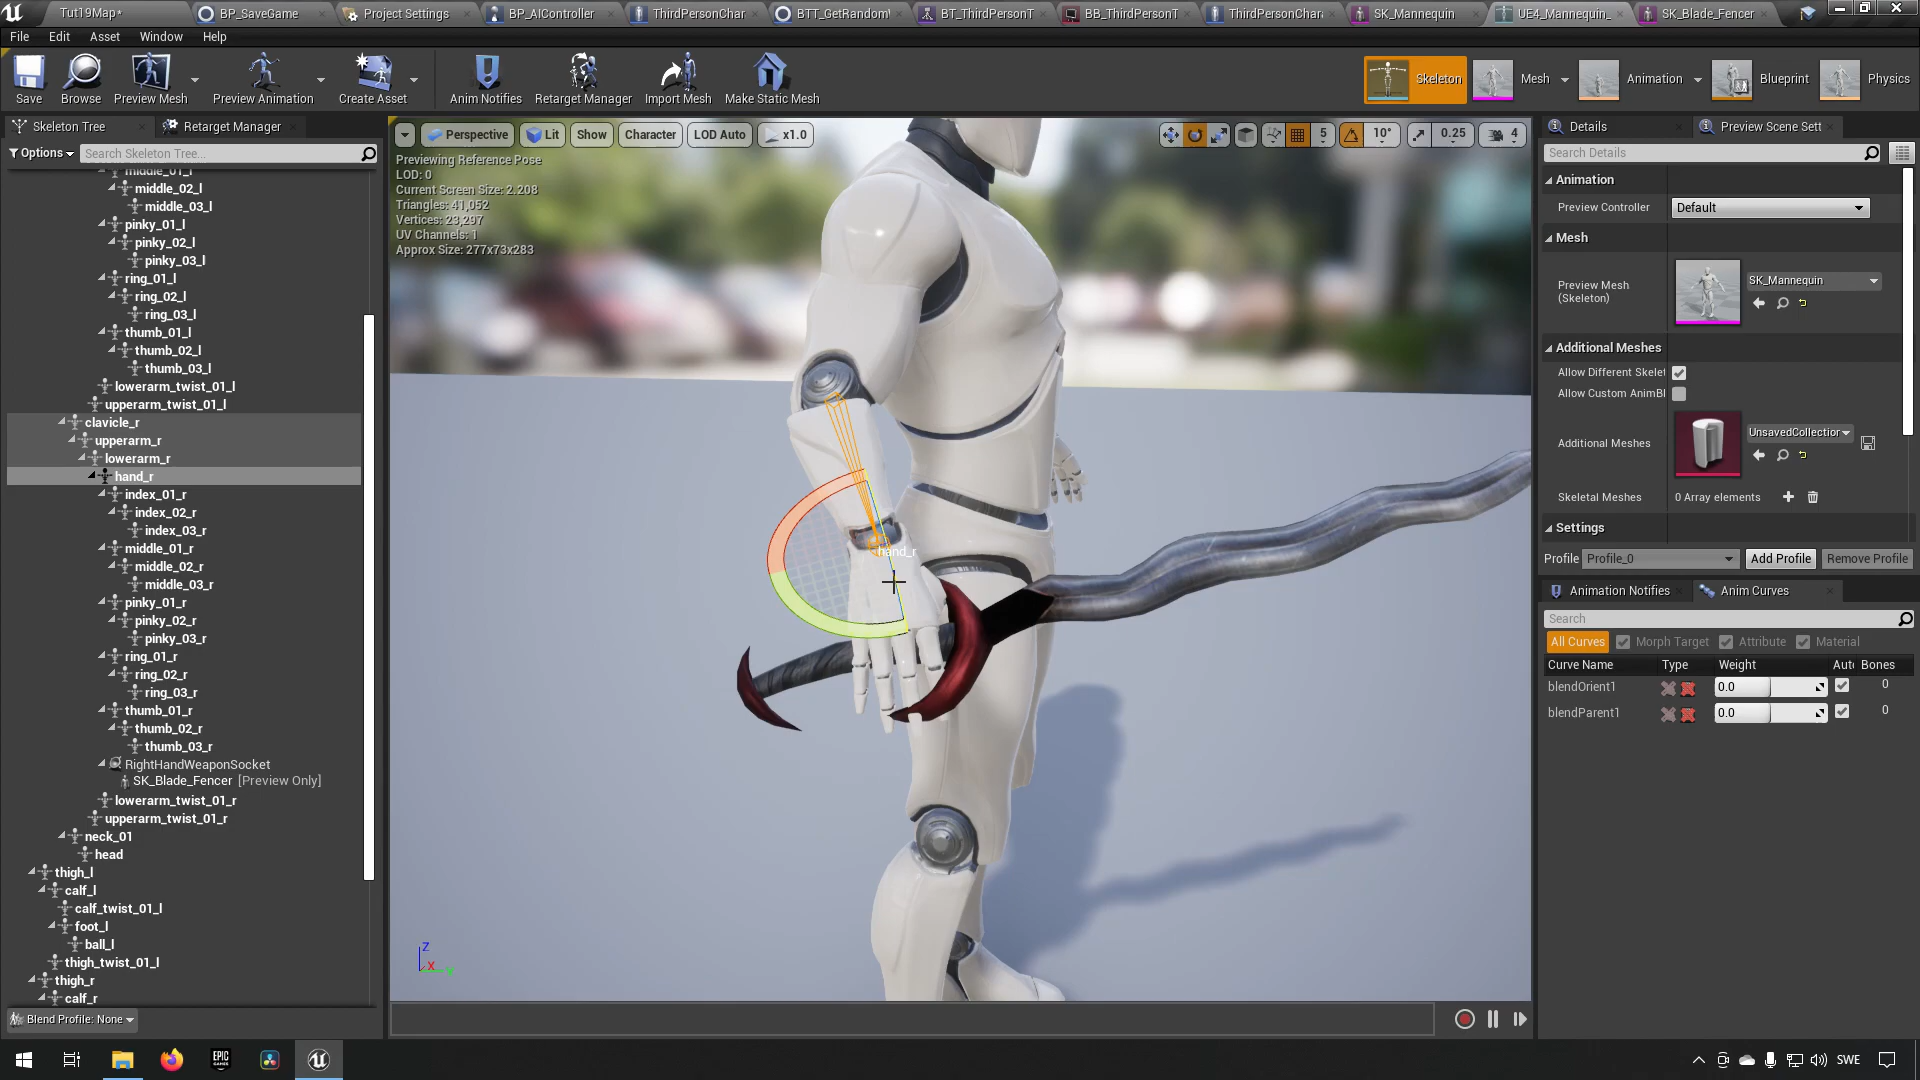 Tut19Map*
BP_SaveGame
Project Settings
BP_AIController
ThirdPersonChar
BTT_GetRandom
BT_ThirdPersonT
BB_ThirdPersonT
ThirdPersonChar
SK_Mannequin
UE4_Mannequin_
SK_Blade_Fencer
File
Edit
Asset
Window
Help
Save
Browse
Preview Mesh
Preview Animation
Create Asset
Anim Notifies
Retarget Manager
Import Mesh
Make Static Mesh
Skeleton
Mesh
Animation
Blueprint
Physics
Skeleton Tree
Retarget Manager
Options
Search Skeleton Tree...
middle_01_l
middle_02_l
middle_03_l
pinky_01_l
pinky_02_l
pinky_03_l
ring_01_l
ring_02_l
ring_03_l
thumb_01_l
thumb_02_l
thumb_03_l
lowerarm_twist_01_l
upperarm_twist_01_l
clavicle_r
upperarm_r
lowerarm_r
hand_r
index_01_r
index_02_r
index_03_r
middle_01_r
middle_02_r
middle_03_r
pinky_01_r
pinky_02_r
pinky_03_r
ring_01_r
ring_02_r
ring_03_r
thumb_01_r
thumb_02_r
thumb_03_r
RightHandWeaponSocket
SK_Blade_Fencer [Preview Only]
lowerarm_twist_01_r
upperarm_twist_01_r
neck_01
head
thigh_l
calf_l
calf_twist_01_l
foot_l
ball_l
thigh_twist_01_l
thigh_r
calf_r
Blend Profile: None
Perspective
Lit
Show
Character
LOD Auto
x1.0
5
10°
0.25
4
Previewing Reference Pose
LOD: 0
Current Screen Size: 2.208
Triangles: 41,052
Vertices: 23,297
UV Channels: 1
Approx Size: 277x73x283
hand_r
Z
X
Details
Preview Scene Sett
Search Details
Animation
Preview Controller
Default
Mesh
Preview Mesh
(Skeleton)
SK_Mannequin
Additional Meshes
Allow Different Skelet
Allow Custom AnimBl
Additional Meshes
UnsavedCollection
Skeletal Meshes
0 Array elements
Settings
Profile
Profile_0
Add Profile
Remove Profile
Animation Notifies
Anim Curves
Search
All Curves
Morph Target
Attribute
Material
Curve Name
Type
Weight
Aut
Bones
blendOrient1
0.0
0
blendParent1
0.0
0
EPIC
GAMES
SWE